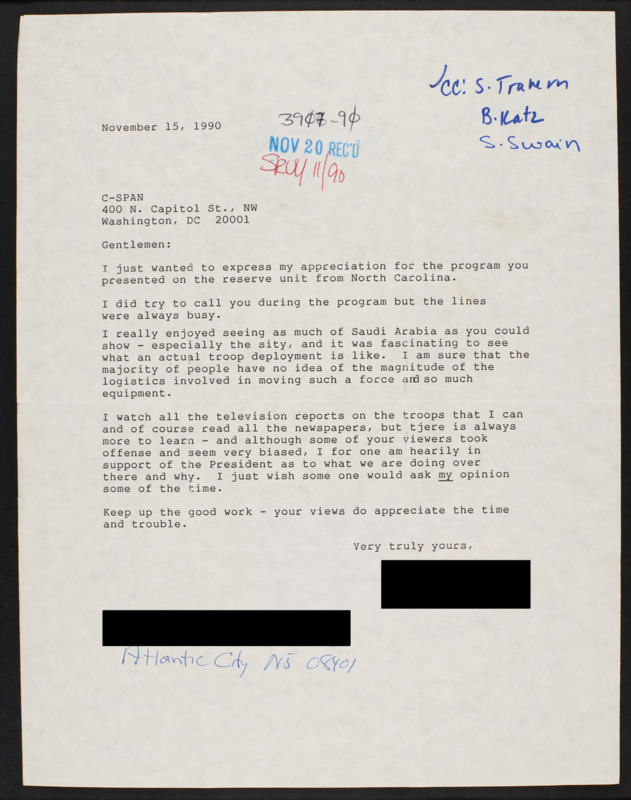 cc: S. Trahern
B. Katz
S. Swain
November 15, 1990
3907-90
NOV 20 REC'D
11/90
C-SPAN
400 N. Capitol St., NW
Washington, DC 20001
Gentlemen:
I just wanted to express my appreciation for the program you
presented on the reserve unit from North Carolina.
I did try to call you during the program but the lines
were always busy.
I really enjoyed seeing as much of Saudi Arabia as you could
show - especially the sity, and it was fascinating to see
what an actual troop deployment is like. I am sure that the
majority of people have no idea of the magnitude of the
logistics involved in moving such a force and so much
equipment.
I watch all the television reports on the troops that I can
and of course read all the newspapers, but tjere is always
more to learn - and although some of your viewers took
offense and seem very biased, I for one am hearily in
support of the President as to what we are doing over
there and why. I just wish some one would ask my opinion
some of the time.
Keep up the good work - your views do appreciate the time
and trouble.
Very truly yours,
Atlantic City NJ 08401